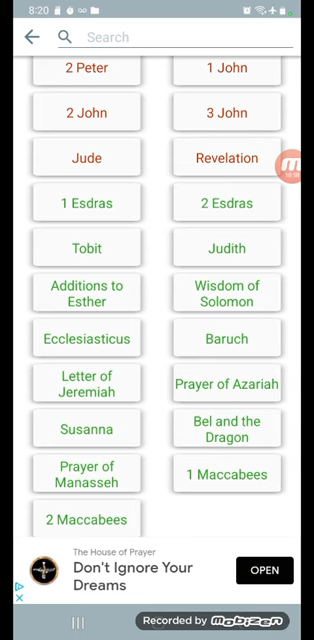 8:20
Search
2 Peter
1 John
2 John
3 John
Jude
Revelation
1 Esdras
2 Esdras
Tobit
Judith
Additions to
Esther
Wisdom of
Solomon
Ecclesiasticus
Baruch
Letter of
Jeremiah
Prayer of Azariah
Susanna
Bel and the
Dragon
Prayer of
Manasseh
1 Maccabees
2 Maccabees
The House of Prayer
Don't Ignore Your
Dreams
OPEN
Recorded by Mobizen